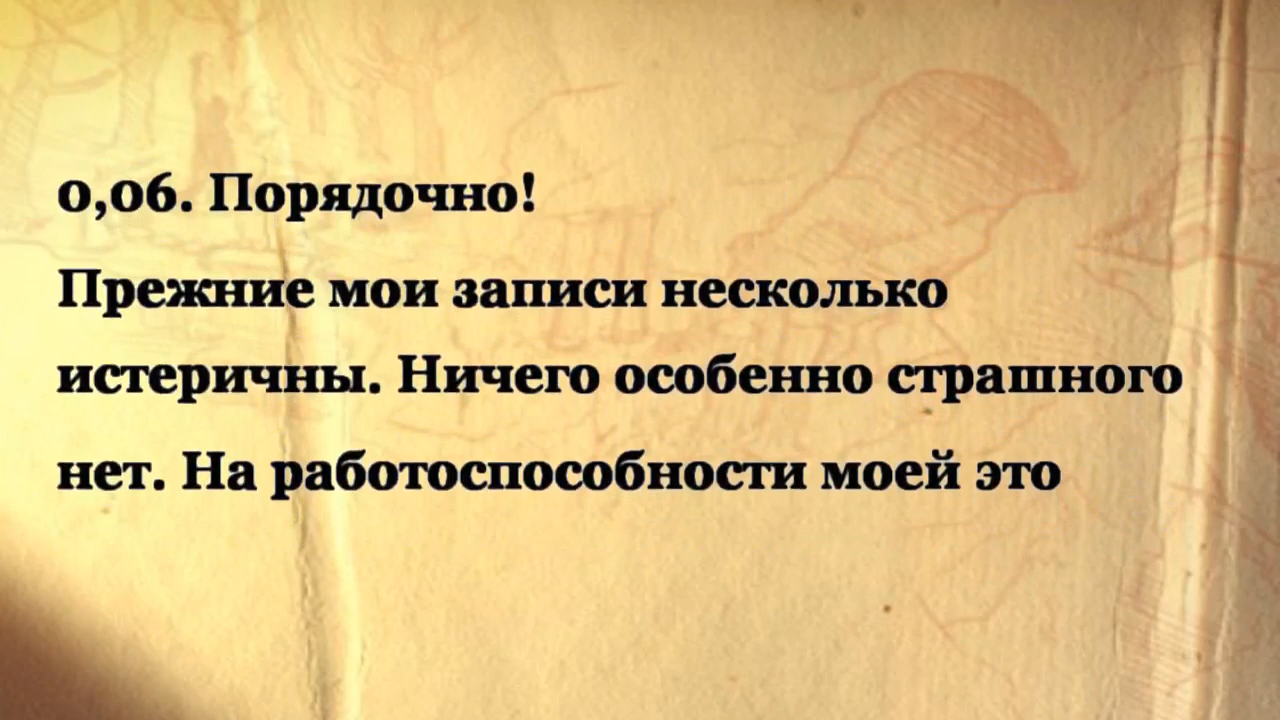 0,06. Порядочно!
Прежние мои записи несколько
истеричны. Ничего особенно страшного
нет. На работоспособности моей это